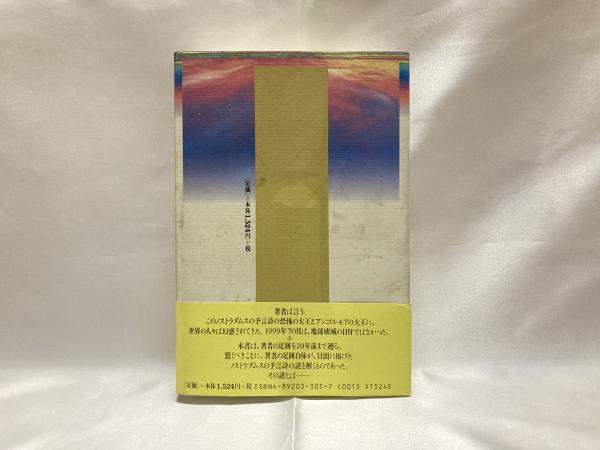 [定価]―本体1,524円+税
著者は言う。
このノストラダムスの予言詩の恐怖の大王とアンゴルモアの大王に、
世界の人々は幻惑されてきた。1999年7の月は、地球壊滅の日付ではなかった。
本書は、著者の足跡を20年前まで遡る。
驚くべきことに、著者の足跡自体が、冒頭に掲げた
ノストラダムスの予言詩の謎を解くものであった。
その謎とは――
[定価]―本体1,524円+税 ISBN4-89203-305-7 C0015 ¥1524E